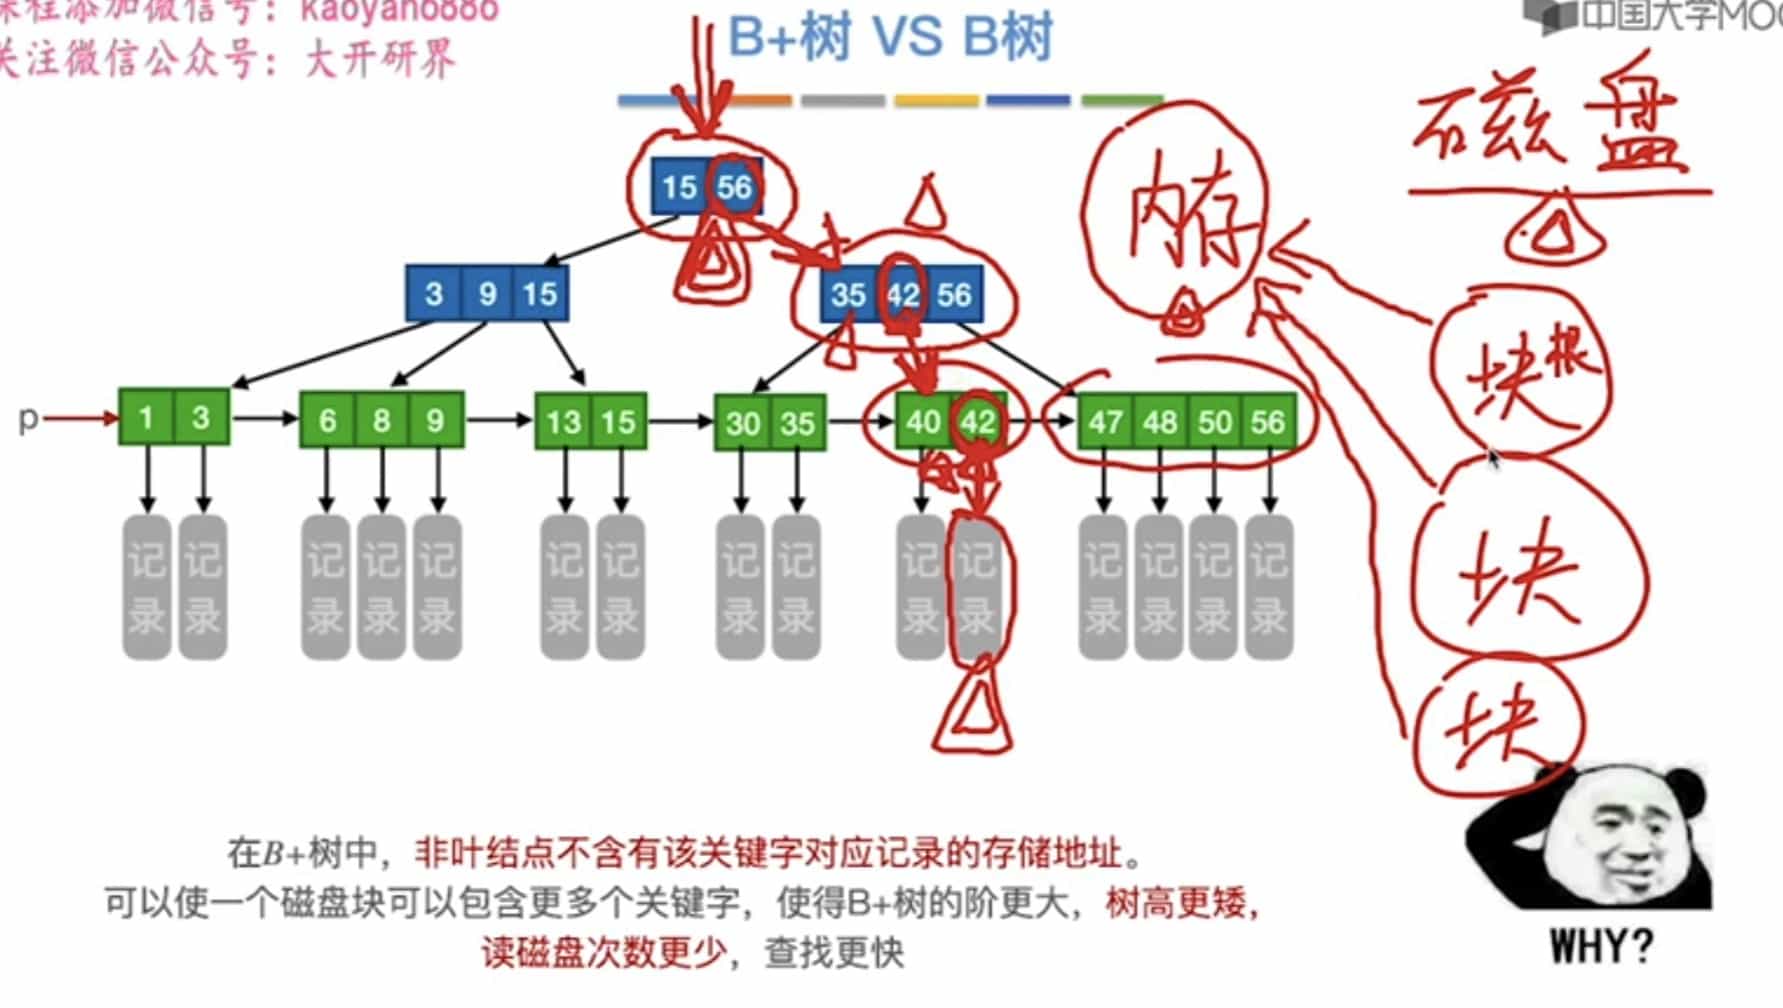 课程添加微信号：kaoyan6886
关注微信公众号：大开研界
中国大学MOO
B+树 VS B树
磁盘
内存
15 56
3 9 15
35 42 56
块根
p
1 3
6 8 9
13 15
30 35
40 42
47 48 50 56
记录 记录 记录 记录 记录 记录 记录 记录 记录 记录 记录 记录 记录 记录 记录
块
块
在B+树中，非叶结点不含有该关键字对应记录的存储地址。
可以使一个磁盘块可以包含更多个关键字，使得B+树的阶更大，树高更矮，
读磁盘次数更少，查找更快
WHY?